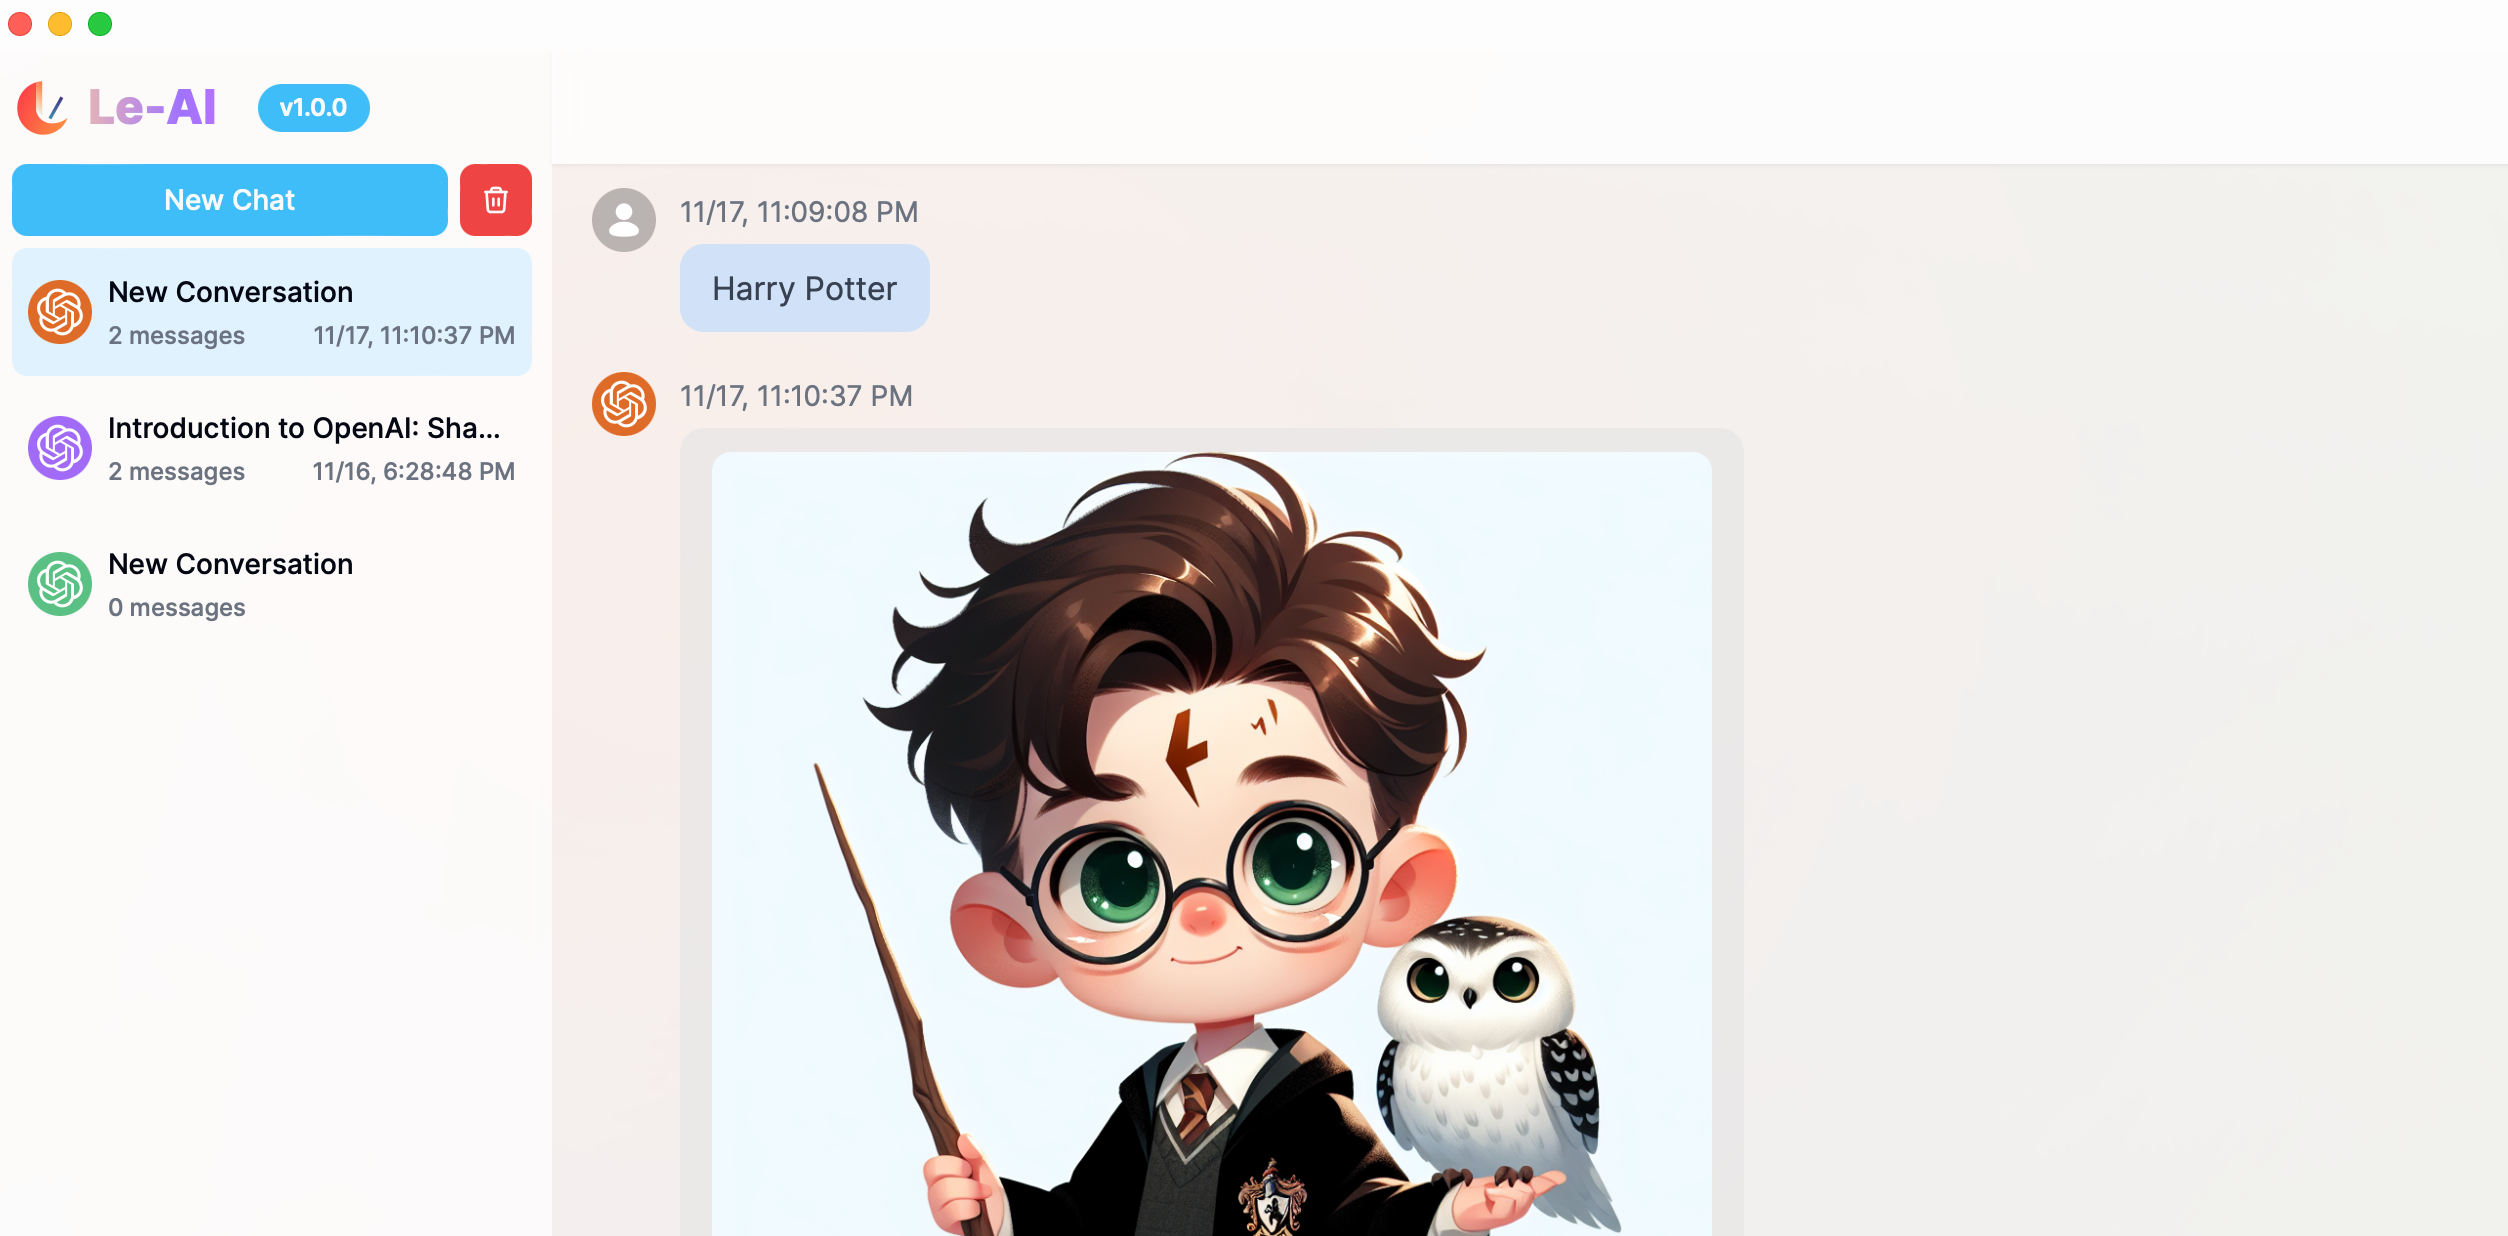 Le-AI
v1.0.0
New Chat
New Conversation
2 messages 11/17, 11:10:37 PM
Introduction to OpenAI: Sha...
2 messages 11/16, 6:28:48 PM
New Conversation
0 messages
11/17, 11:09:08 PM
Harry Potter
11/17, 11:10:37 PM